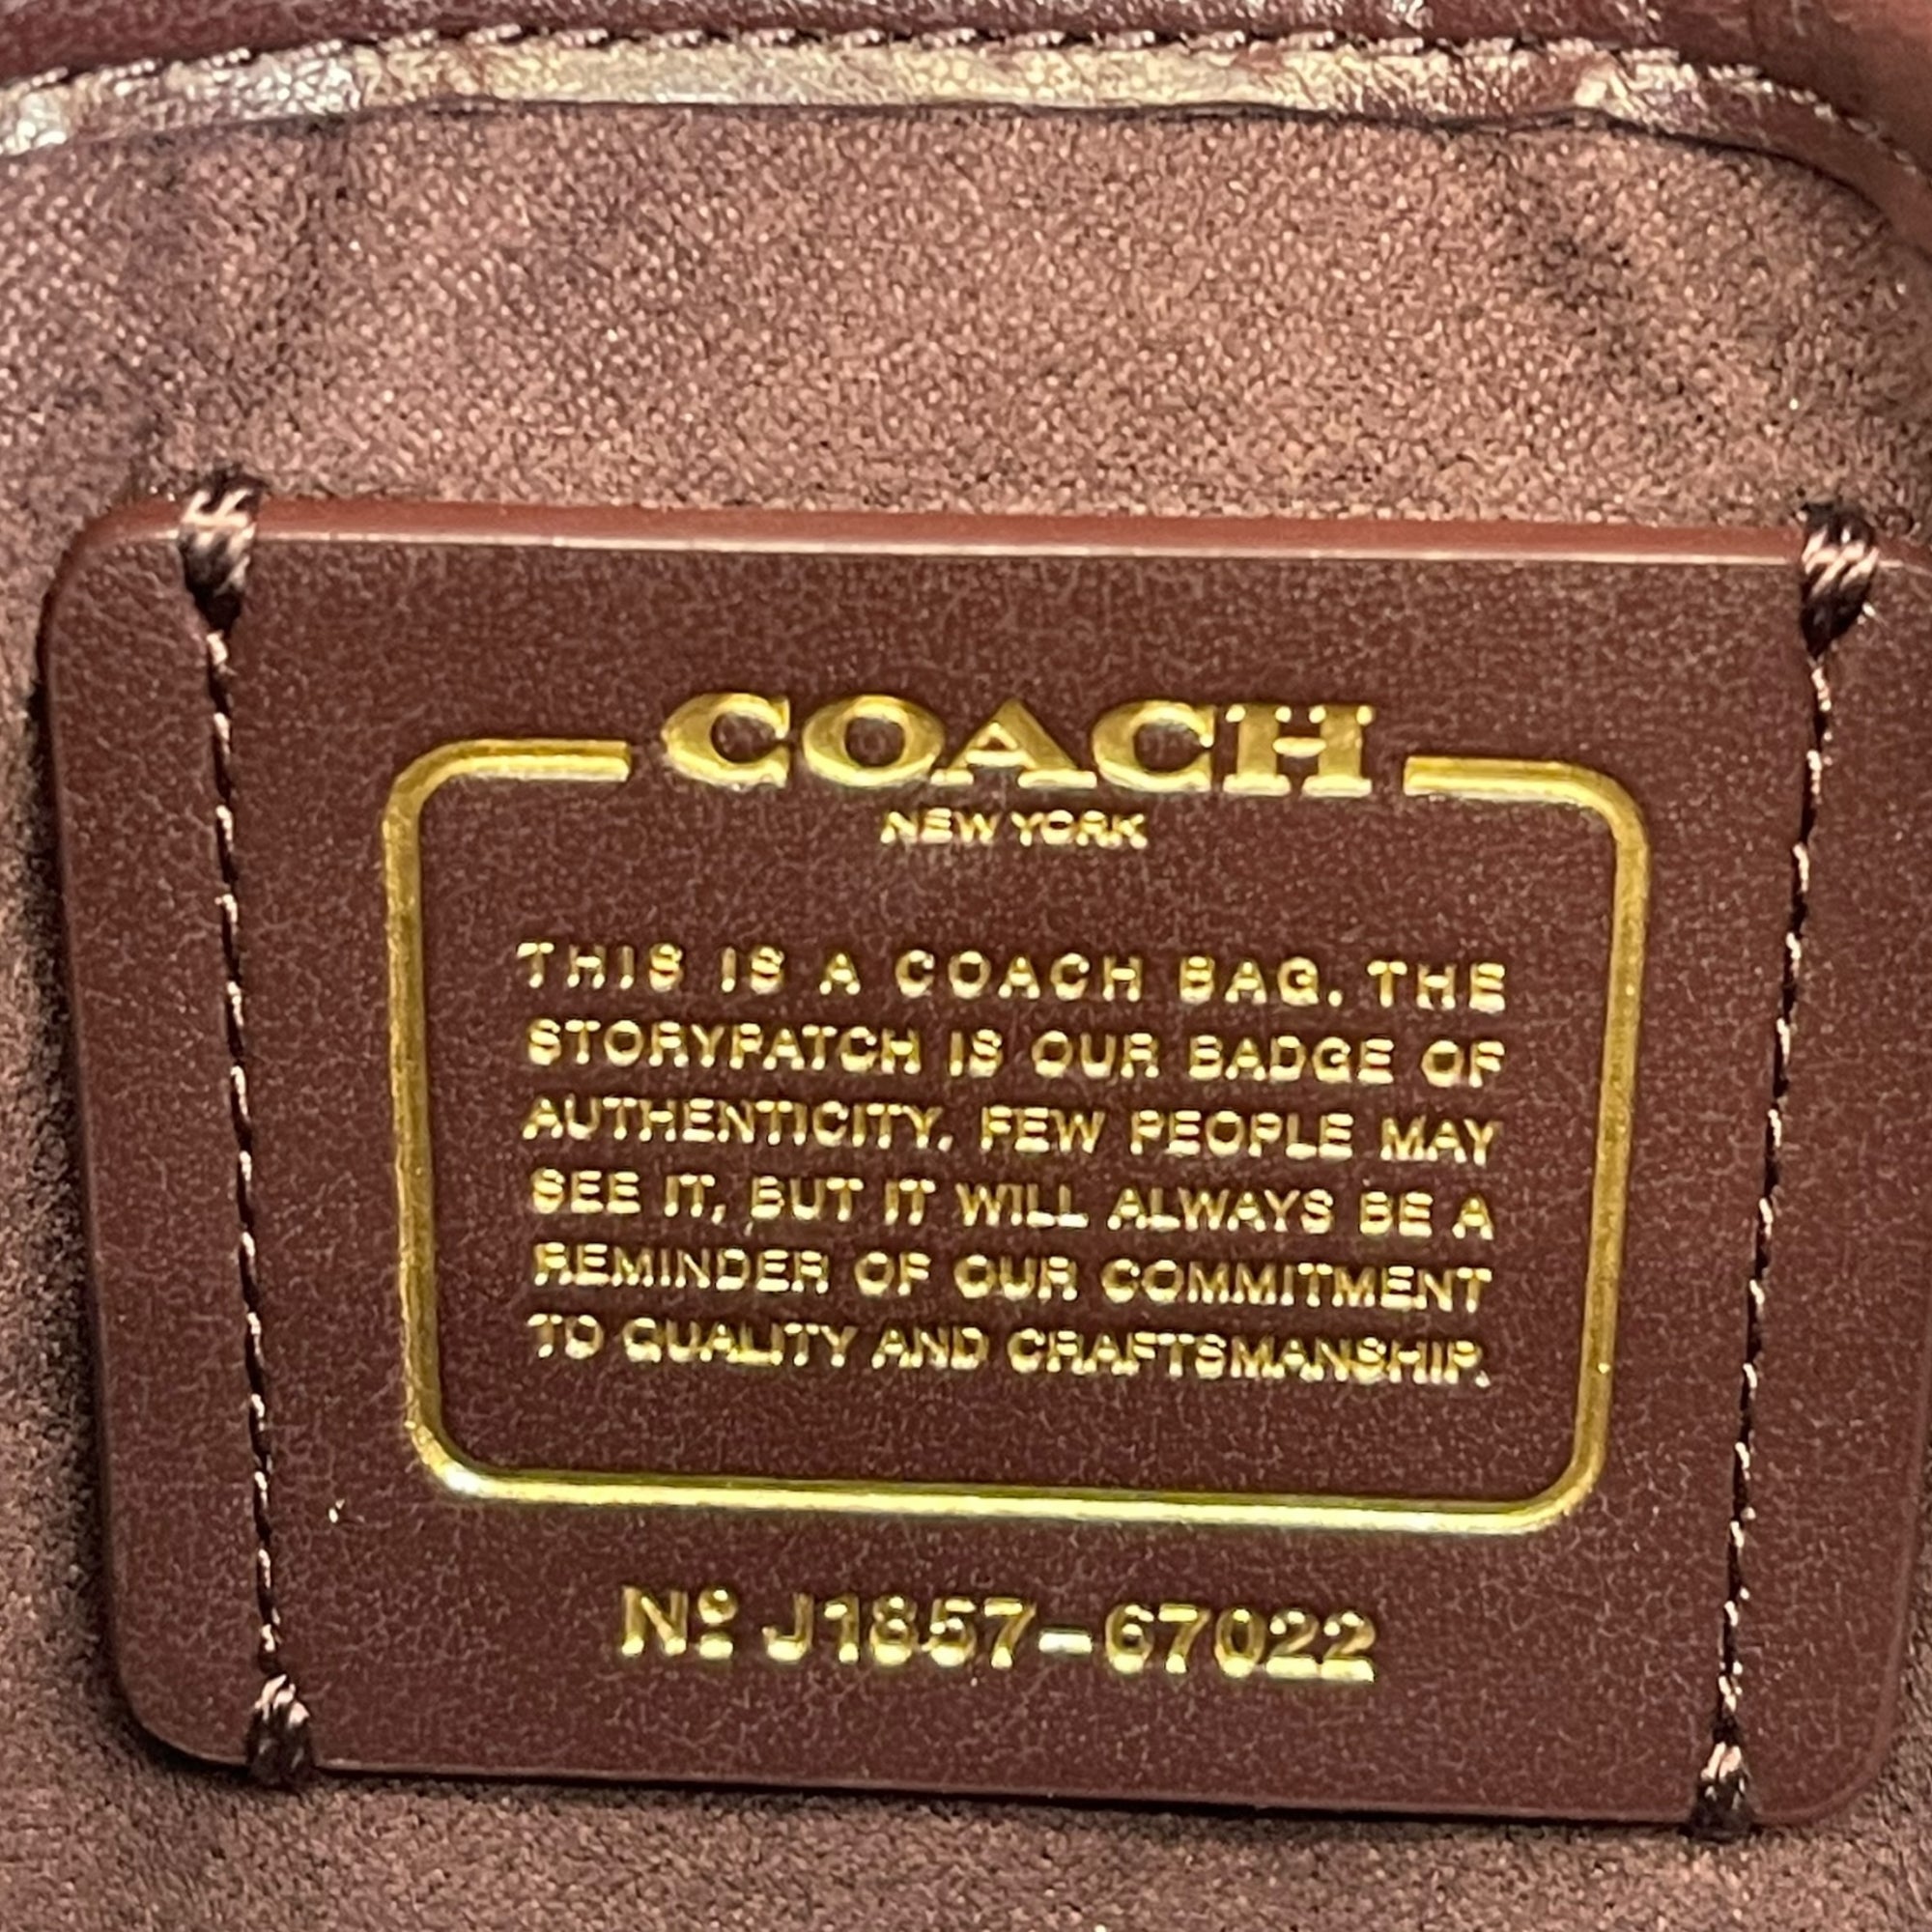 COACH
NEW YORK
THIS IS A COACH BAG. THE
STORYPATCH IS OUR BADGE OF
AUTHENTICITY. FEW PEOPLE MAY
SEE IT, BUT IT WILL ALWAYS BE A
REMINDER OF OUR COMMITMENT
TO QUALITY AND CRAFTSMANSHIP.
Nº J1857-67022